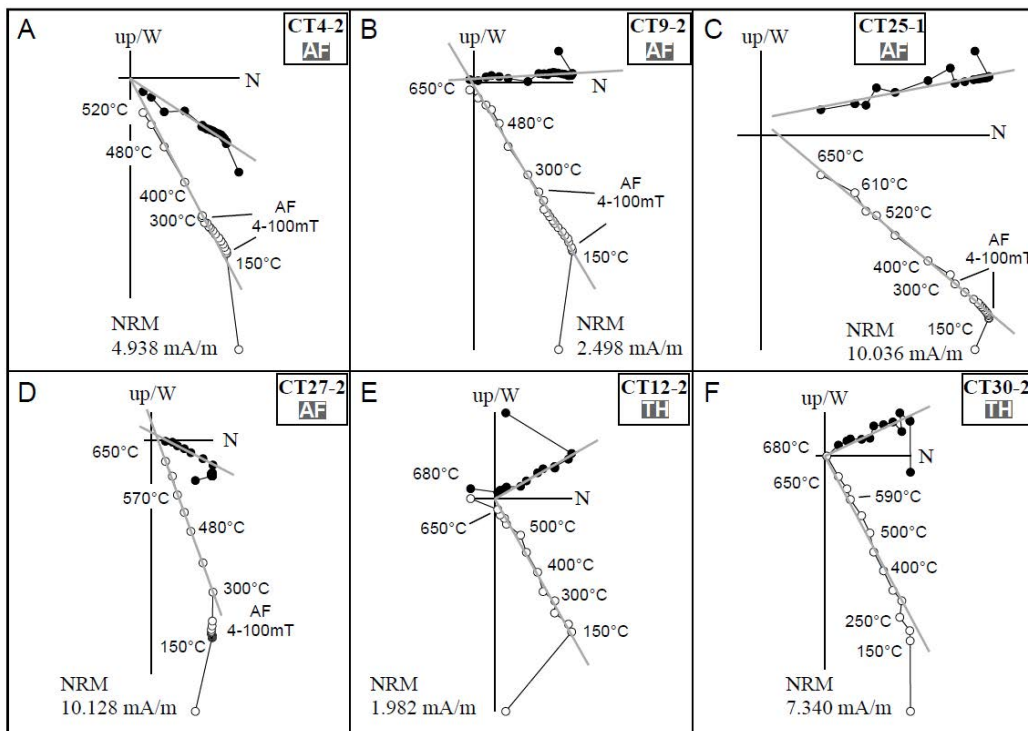 A
up/W
CT4-2
AF
N
520°C
480°C
400°C
300°C
AF
4-100mT
150°C
NRM
4.938 mA/m
B
up/W
CT9-2
AF
N
650°C
480°C
300°C
AF
4-100mT
150°C
NRM
2.498 mA/m
C
up/W
CT25-1
AF
N
650°C
610°C
520°C
AF
4-100mT
400°C
300°C
150°C
NRM
10.036 mA/m
D
up/W
CT27-2
AF
N
650°C
570°C
480°C
300°C
AF
4-100mT
150°C
NRM
10.128 mA/m
E
up/W
CT12-2
TH
680°C
N
650°C
500°C
400°C
300°C
150°C
NRM
1.982 mA/m
F
up/W
CT30-2
TH
680°C
N
650°C
590°C
500°C
400°C
250°C
150°C
NRM
7.340 mA/m